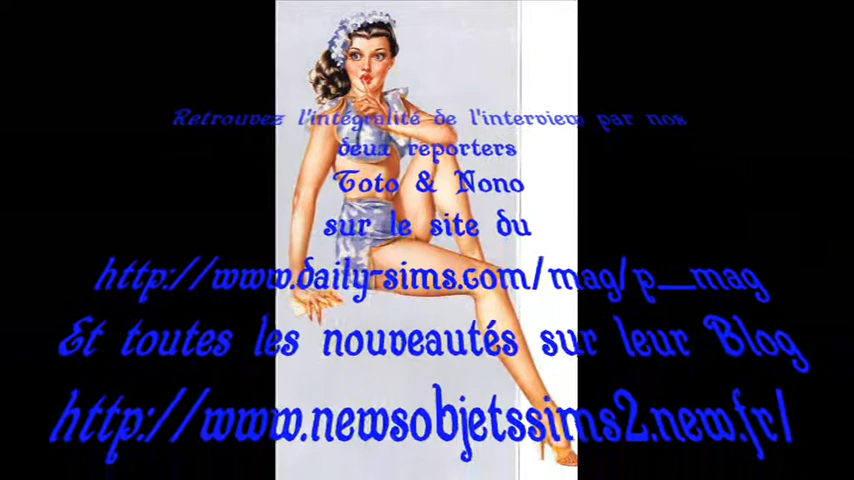 Retrouvez l'intégralité de l'interview par nos
deux reporters
Toto & Nono
sur le site du
http://www.daily-sims.com/mag/p_mag
Et toutes les nouveautés sur leur Blog
http://www.newsobjetssims2.new.fr/